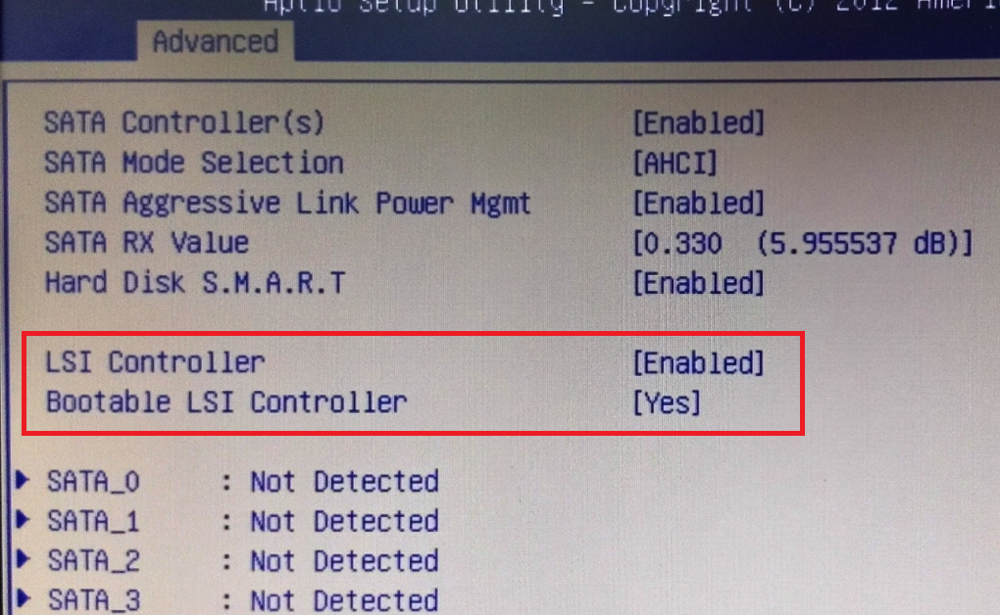 Aptio Setup Utility - Copyright (C) 2012
Advanced
SATA Controller(s) [Enabled]
SATA Mode Selection [AHCI]
SATA Aggressive Link Power Mgmt [Enabled]
SATA RX Value [0.330 (5.955537 dB)]
Hard Disk S.M.A.R.T [Enabled]
LSI Controller [Enabled]
Bootable LSI Controller [Yes]
SATA_0 : Not Detected
SATA_1 : Not Detected
SATA_2 : Not Detected
SATA_3 : Not Detected